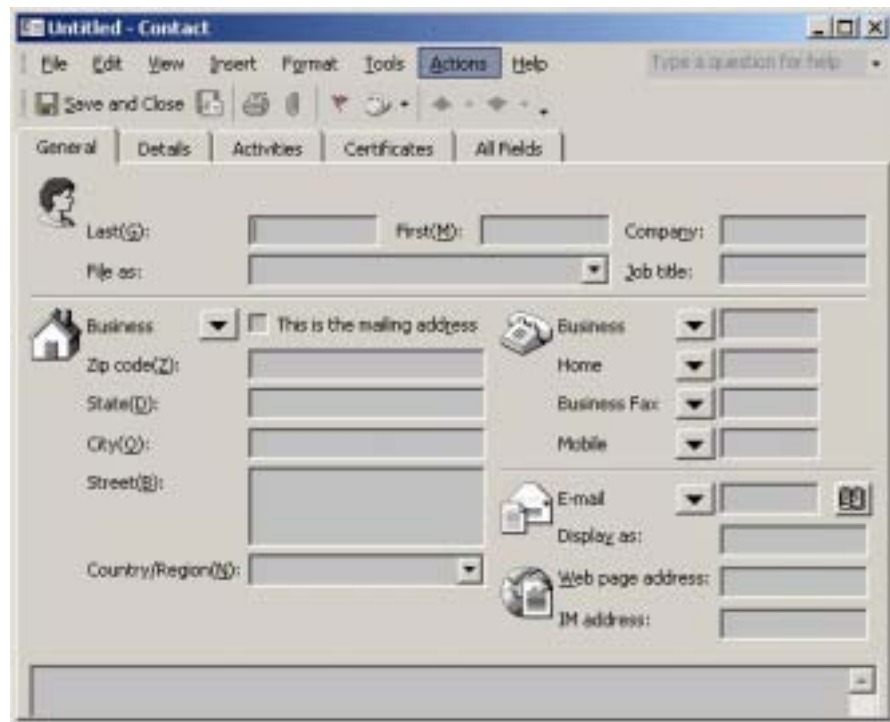 Untitled - Contact
File Edit View Insert Format Tools Actions Help Type a question for help
Save and Close
General Details Activities Certificates All Fields
Last(G): First(M): Company:
File as: Job title:
Business This is the mailing address Business
Zip code(Z): Home
State(D): Business Fax
City(O): Mobile
Street(B):
E-mail
Display as:
Country/Region(N): Web page address:
IM address: